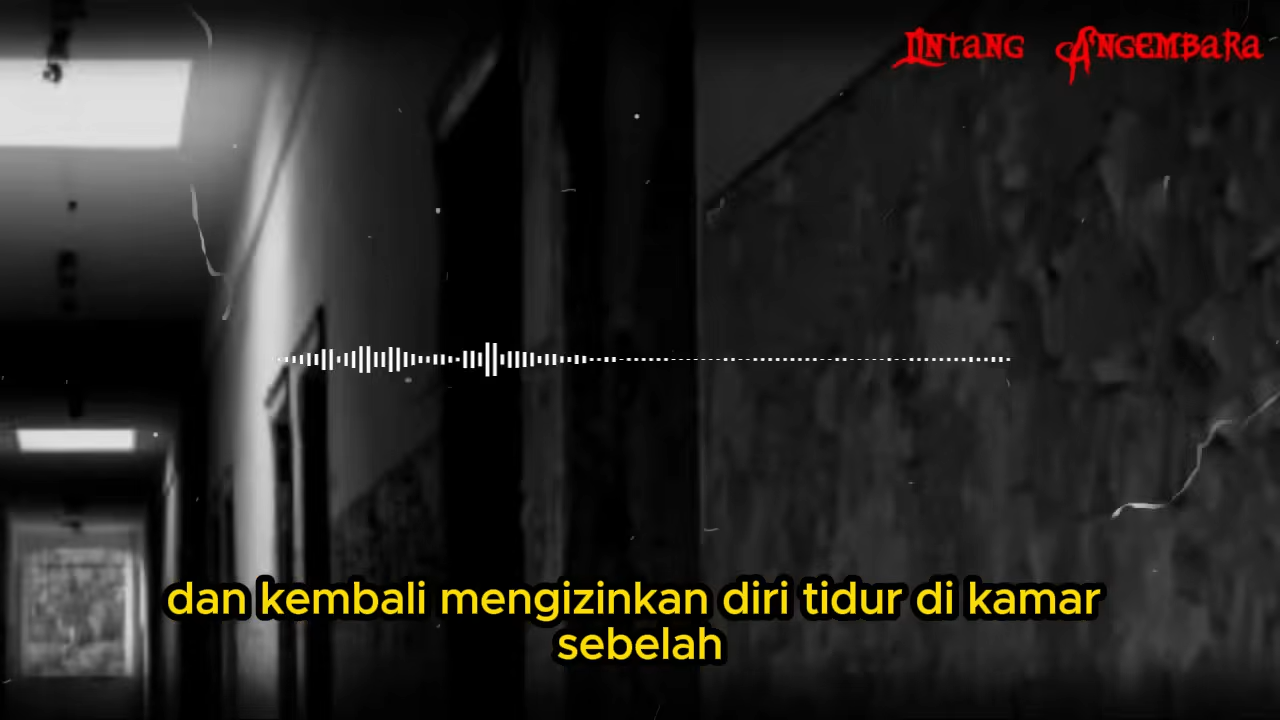 Lintang Angembara
dan kembali mengizinkan diri tidur di kamar
sebelah